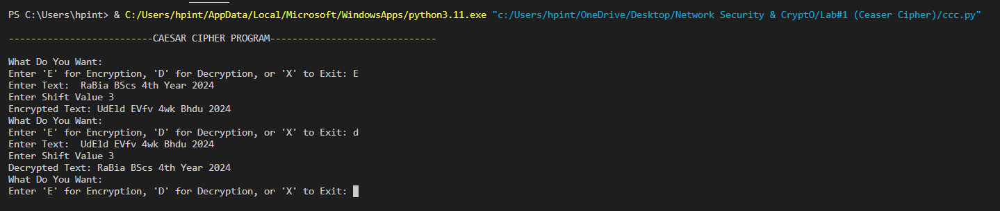 PS C:\Users\hpint> & C:/Users/hpint/AppData/Local/Microsoft/WindowsApps/python3.11.exe "c:/Users/hpint/OneDrive/Desktop/Network Security & CryptO/Lab#1 (Ceaser Cipher)/ccc.py"
--------------------------CAESAR CIPHER PROGRAM------------------------------
What Do You Want:
Enter 'E' for Encryption, 'D' for Decryption, or 'X' to Exit: E
Enter Text:  RaBia BScs 4th Year 2024
Enter Shift Value 3
Encrypted Text: UdEld EVfv 4wk Bhdu 2024
What Do You Want:
Enter 'E' for Encryption, 'D' for Decryption, or 'X' to Exit: d
Enter Text:  UdEld EVfv 4wk Bhdu 2024
Enter Shift Value 3
Decrypted Text: RaBia BScs 4th Year 2024
What Do You Want:
Enter 'E' for Encryption, 'D' for Decryption, or 'X' to Exit: